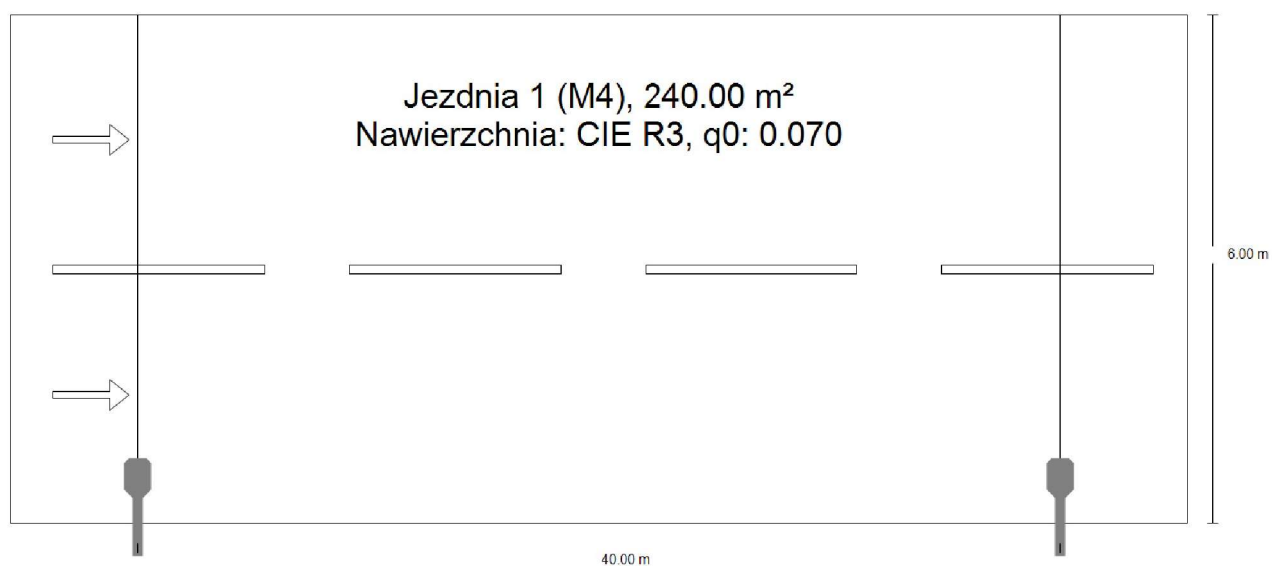 Jezdnia 1 (M4), 240.00 m²
Nawierzchnia: CIE R3, q0: 0.070
6.00 m
40.00 m